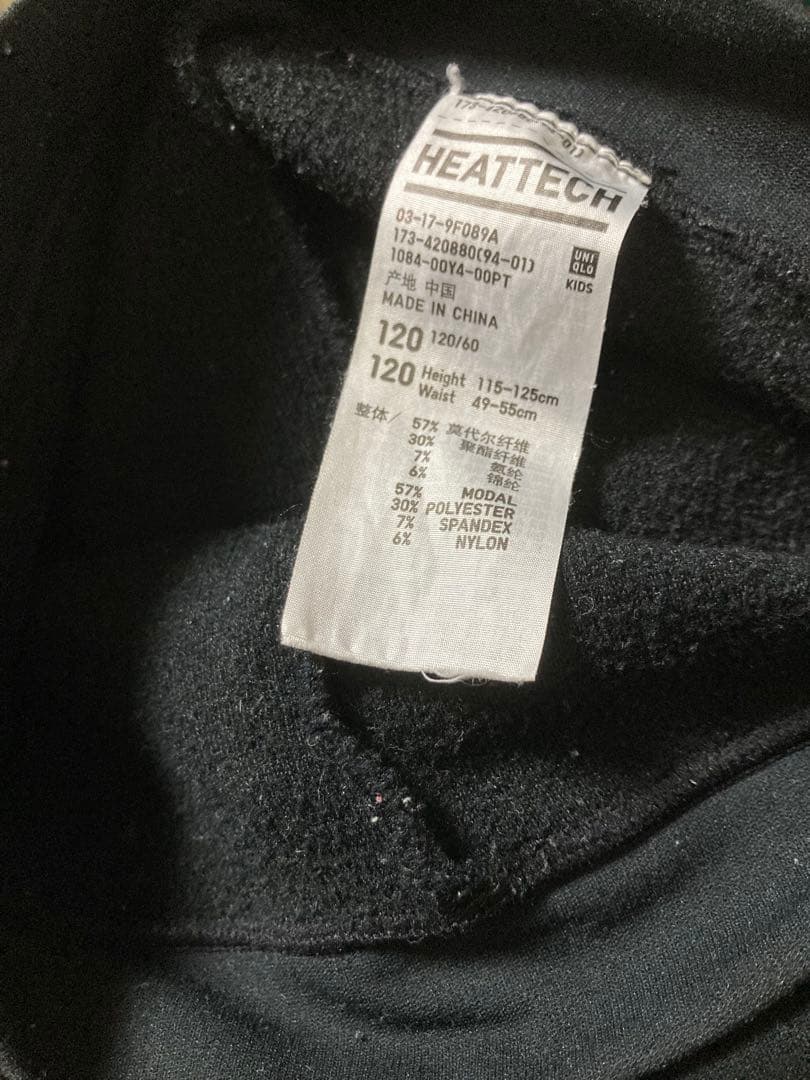 HEATTECH
03-17-9F089A
173-420880(94-01)
1084-00Y4-00PT
UNI
QLO
KIDS
产地 中国
MADE IN CHINA
120 120/60
120 Height 115-125cm
Waist 49-55cm
整体/ 57% 莫代尔纤维
30% 聚酯纤维
7% 氨纶
6% 锦纶
57% MODAL
30% POLYESTER
7% SPANDEX
6% NYLON